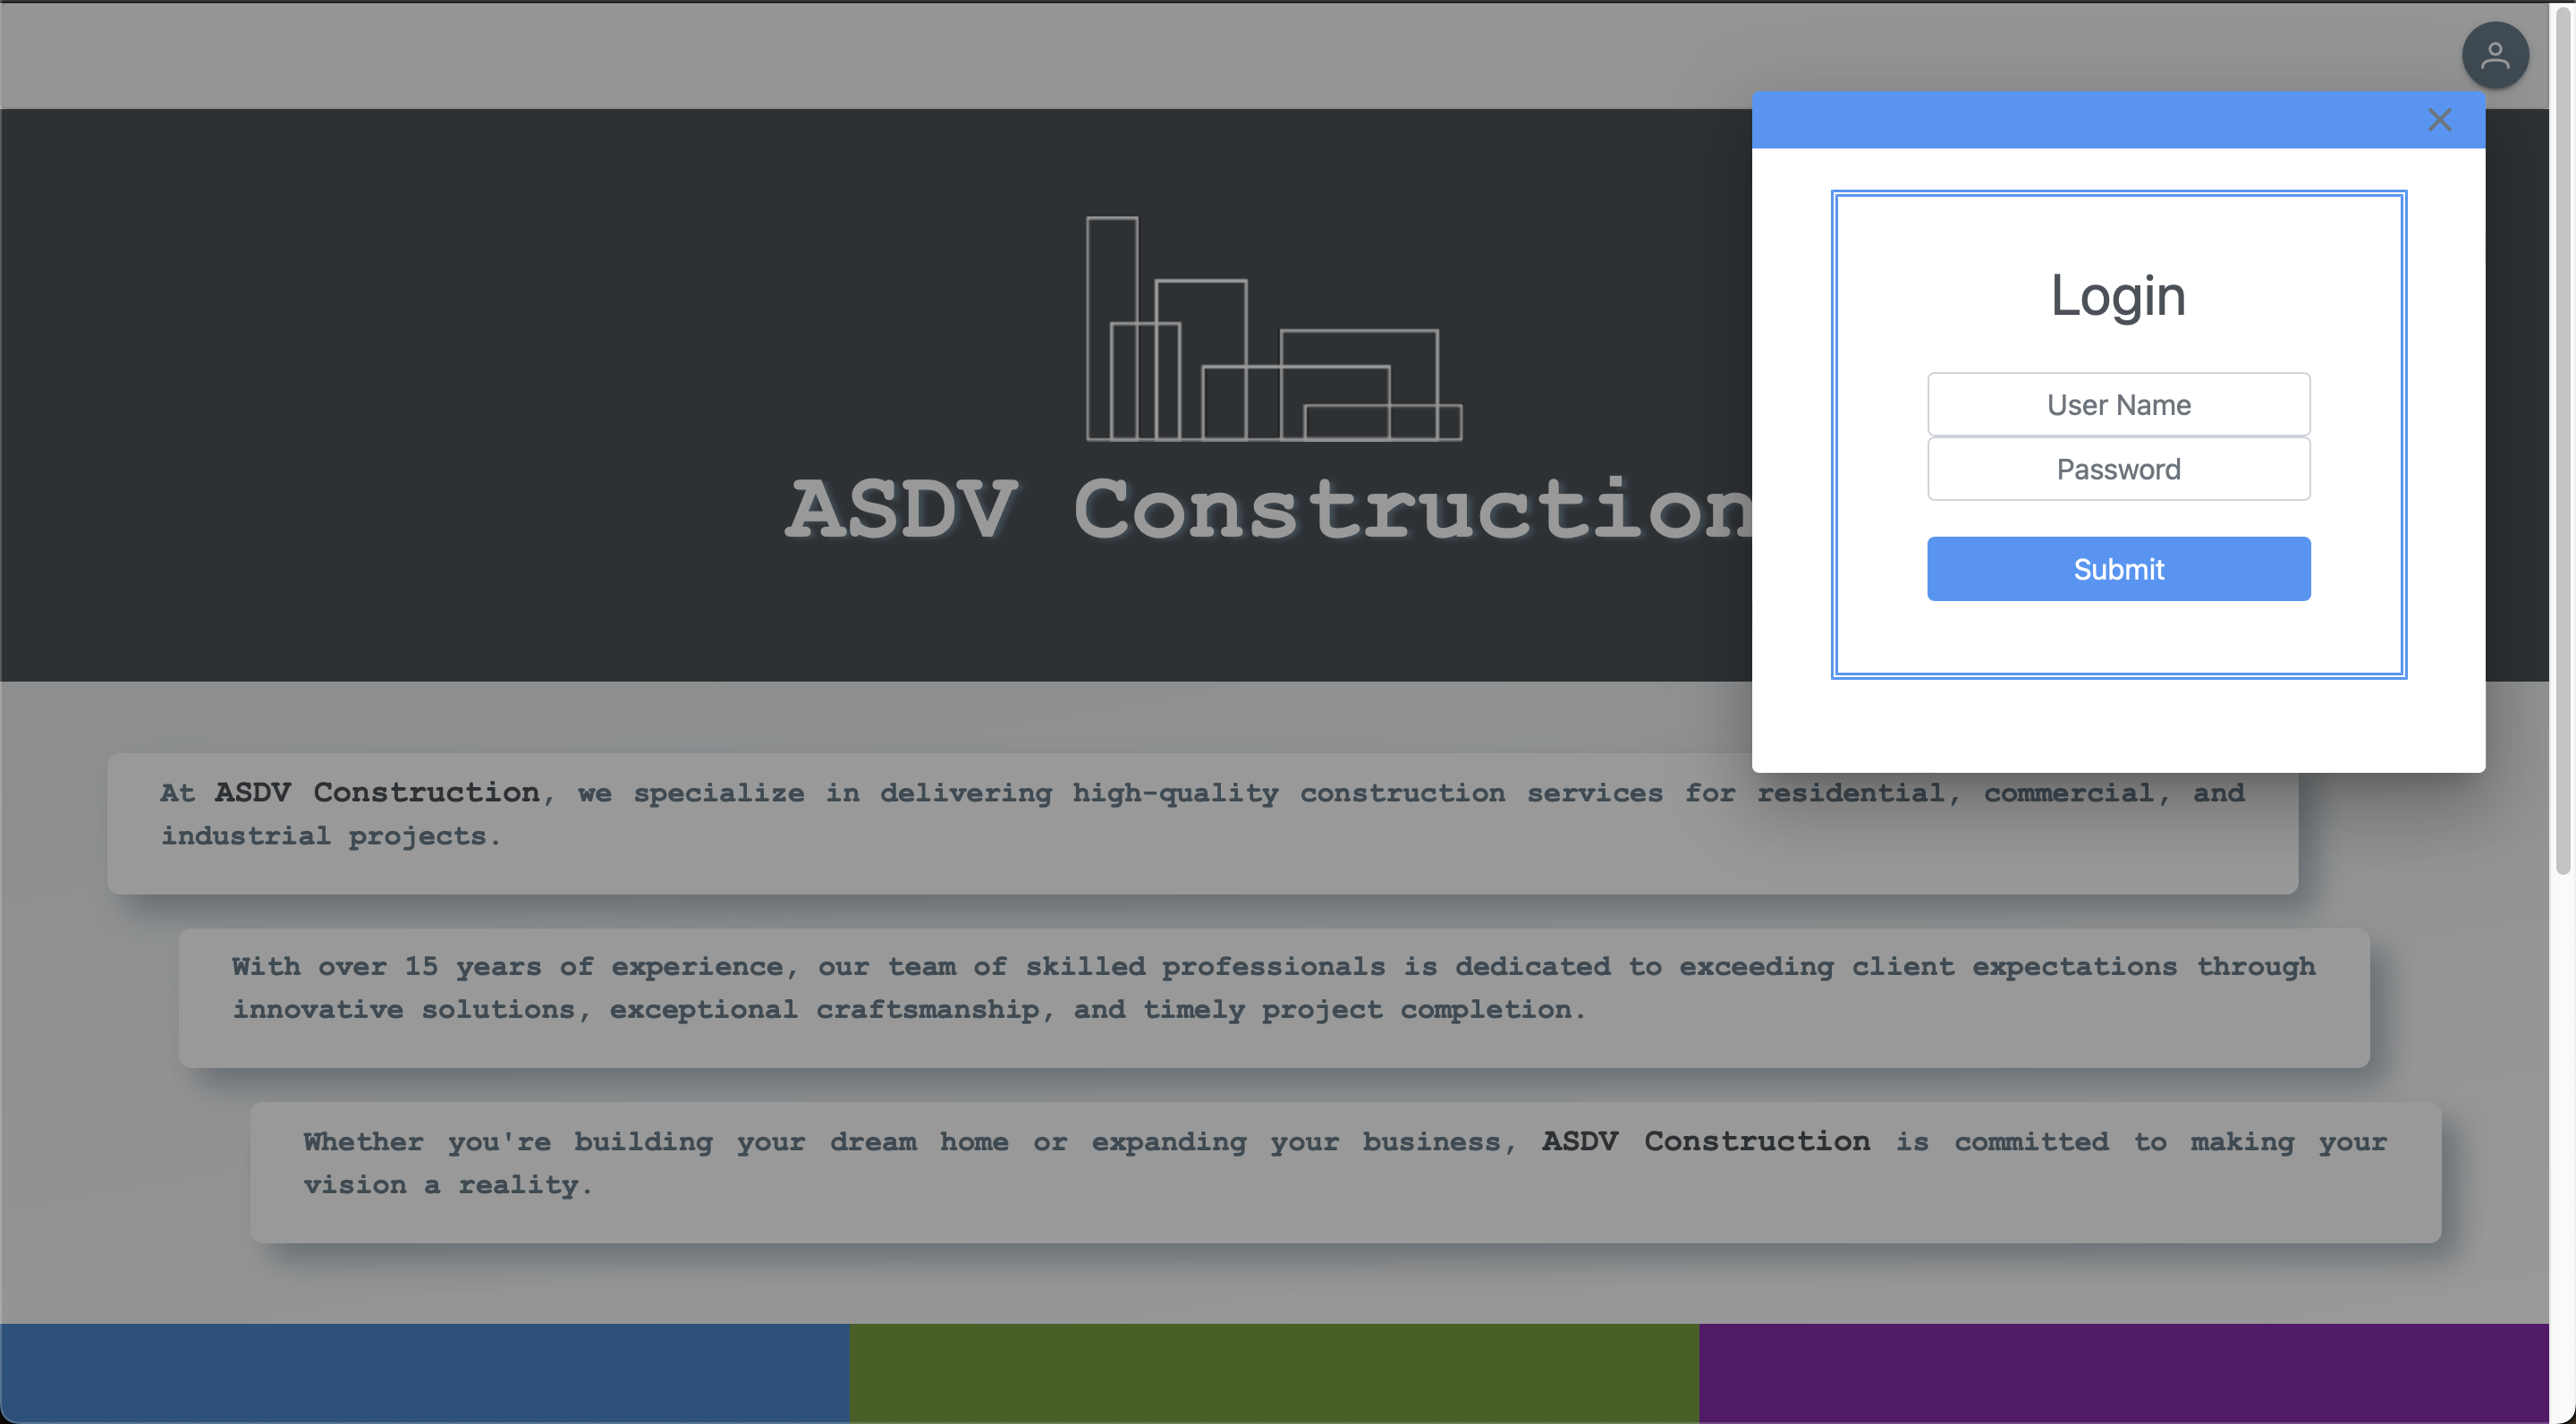 Login
User Name
Password
Submit
ASDV Construction
At ASDV Construction, we specialize in delivering high-quality construction services for residential, commercial, and
industrial projects.
With over 15 years of experience, our team of skilled professionals is dedicated to exceeding client expectations through
innovative solutions, exceptional craftsmanship, and timely project completion.
Whether you're building your dream home or expanding your business, ASDV Construction is committed to making your
vision a reality.